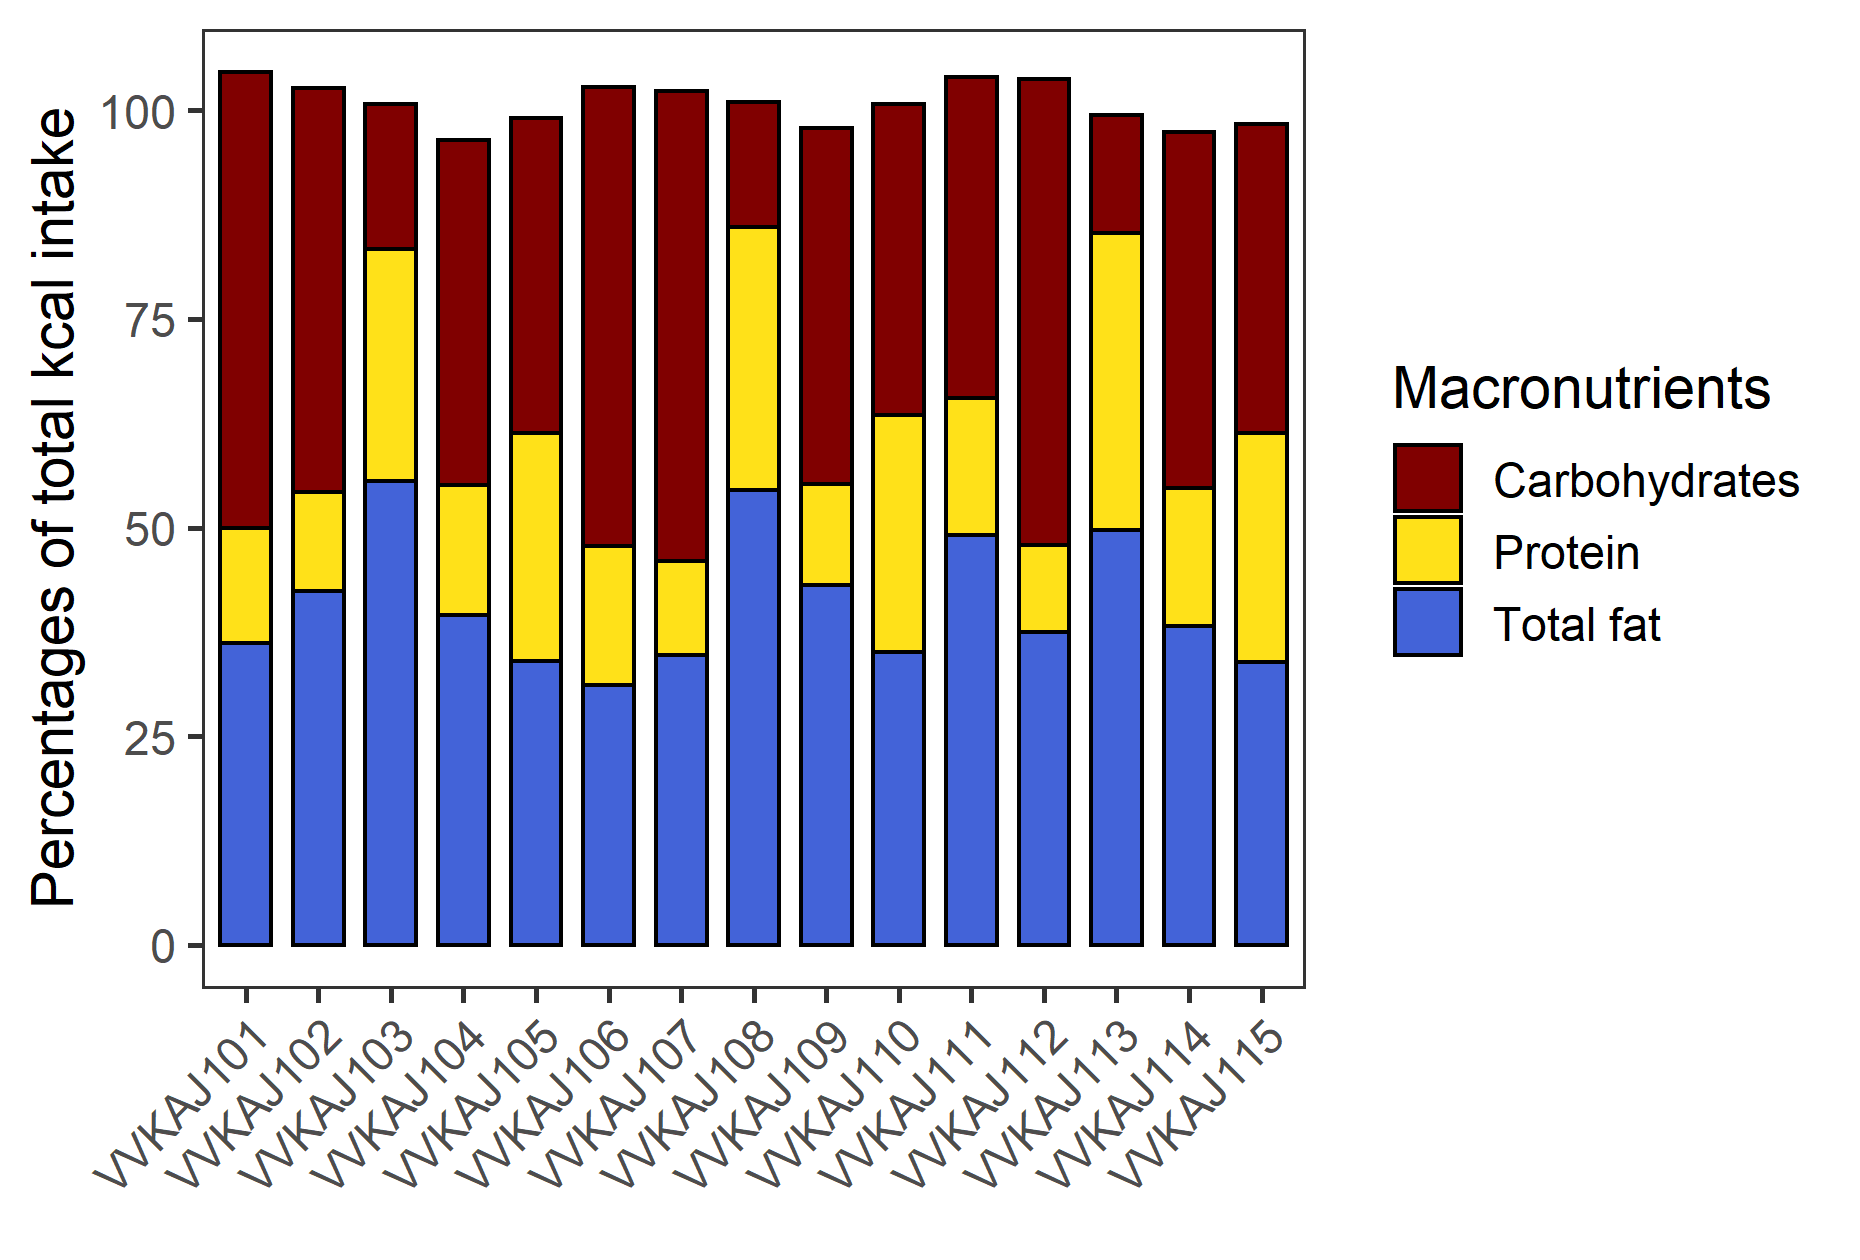 Percentages of total kcal intake
100
75
50
25
0
VVKAJ101
VVKAJ102
VVKAJ103
VVKAJ104
VVKAJ105
VVKAJ106
VVKAJ107
VVKAJ108
VVKAJ109
VVKAJ110
VVKAJ111
VVKAJ112
VVKAJ113
VVKAJ114
VVKAJ115
Macronutrients
Carbohydrates
Protein
Total fat